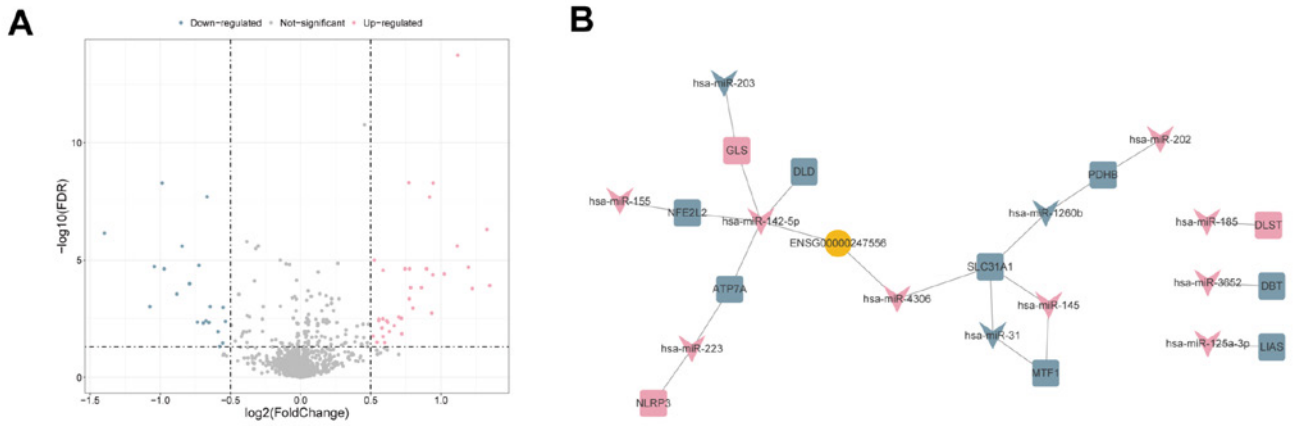 A
Down-regulated Not-significant Up-regulated
-log10(FDR)
10
5
0
-1.5 -1.0 -0.5 0.0 0.5 1.0
log2(FoldChange)
B
hsa-miR-203
GLS
DLD
hsa-miR-155
NFE2L2
hsa-miR-142-5p
ENSG00000247556
ATP7A
hsa-miR-4306
hsa-miR-223
NLRP3
hsa-miR-202
PDHB
hsa-miR-1260b
SLC31A1
hsa-miR-145
hsa-miR-31
MTF1
hsa-miR-185
DLST
hsa-miR-3652
DBT
hsa-miR-125a-3p
LIAS